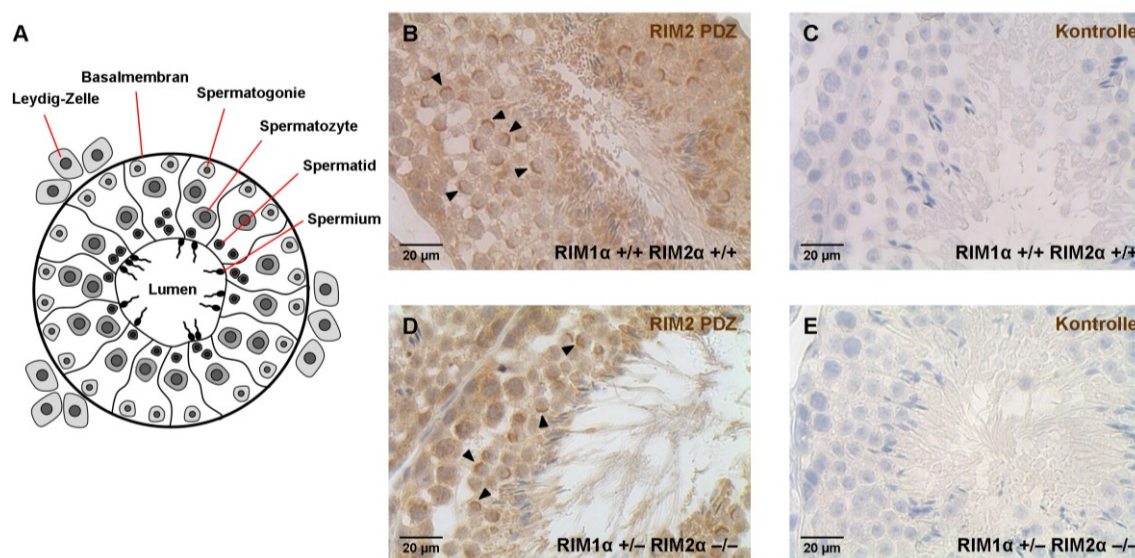 A
Basalmembran
Leydig-Zelle
Spermatogonie
Spermatozyte
Spermatid
Spermium
Lumen
B
RIM2 PDZ
20 µm
RIM1α +/+ RIM2α +/+
C
Kontrolle
20 µm
RIM1α +/+ RIM2α +/+
D
RIM2 PDZ
20 µm
RIM1α +/– RIM2α –/–
E
Kontrolle
20 µm
RIM1α +/– RIM2α –/–